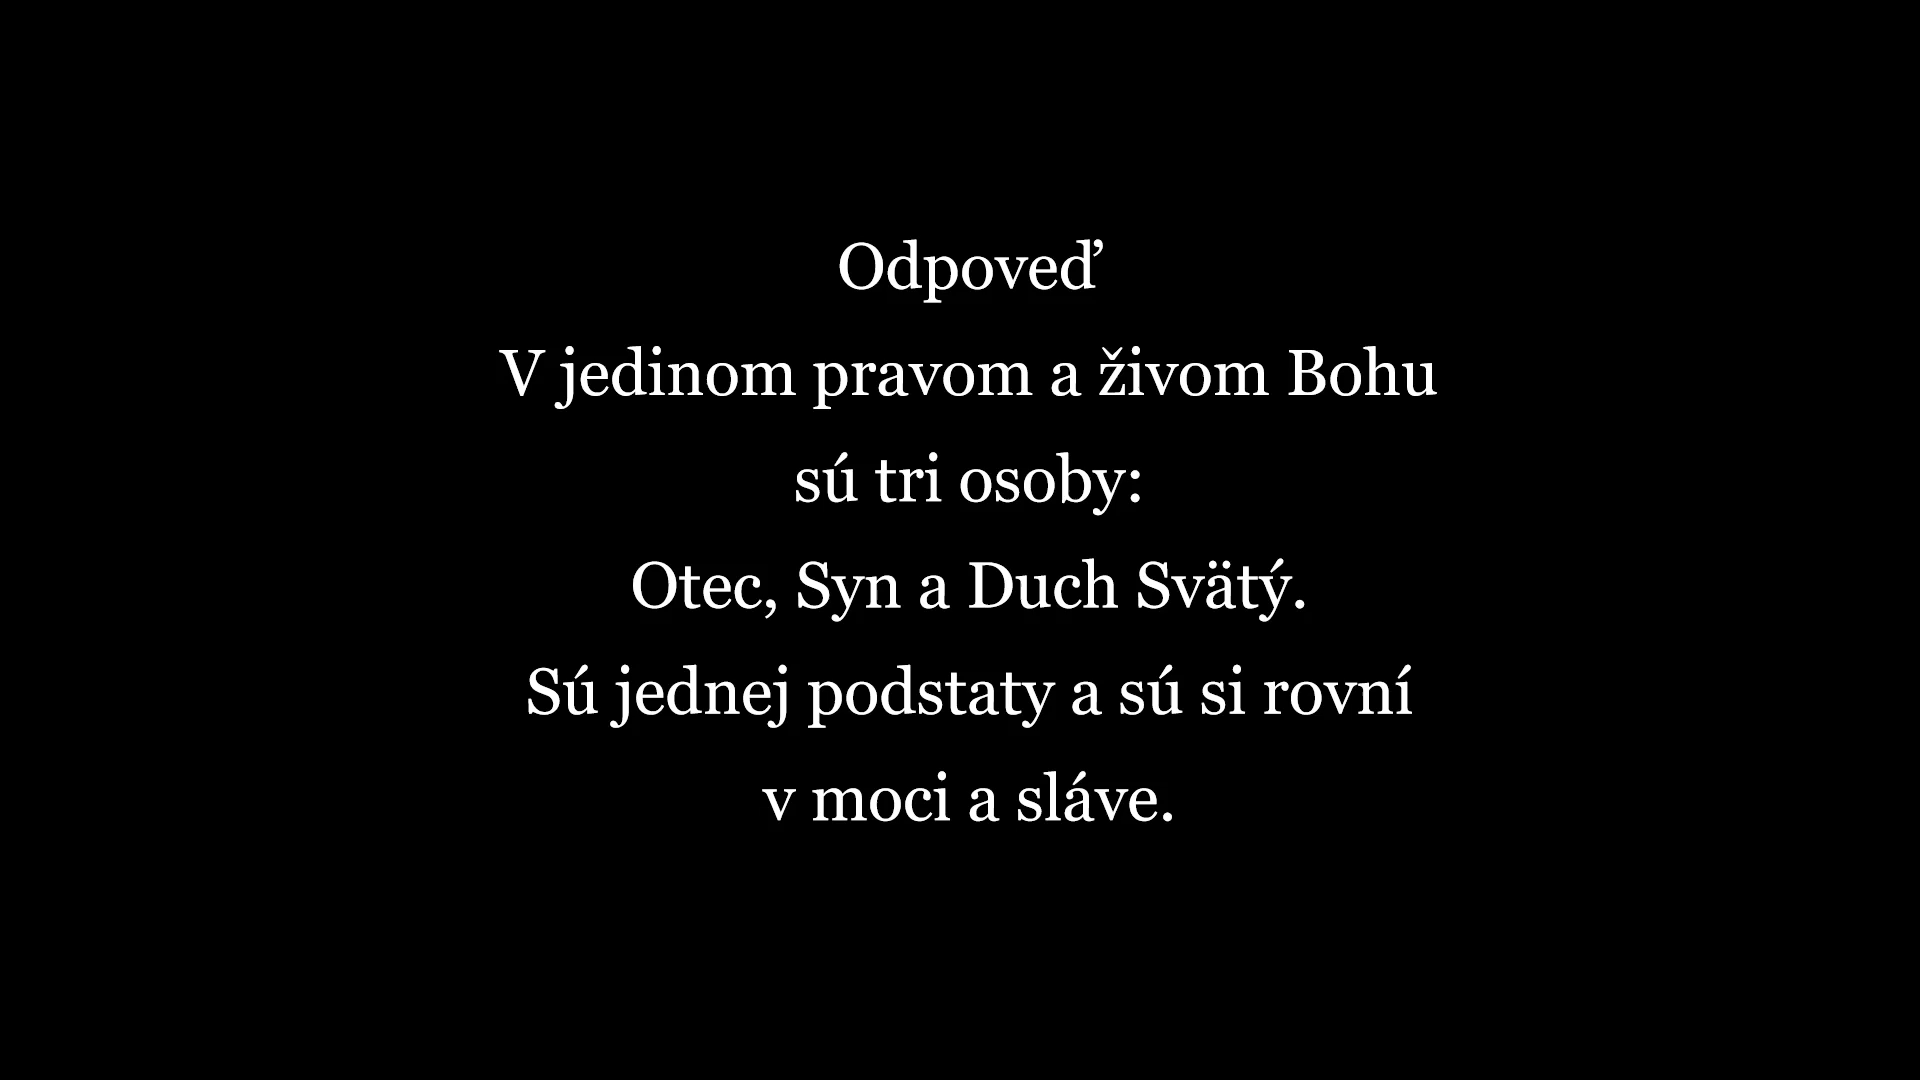 Odpoveď
V jedinom pravom a živom Bohu
sú tri osoby:
Otec, Syn a Duch Svätý.
Sú jednej podstaty a sú si rovní
v moci a sláve.